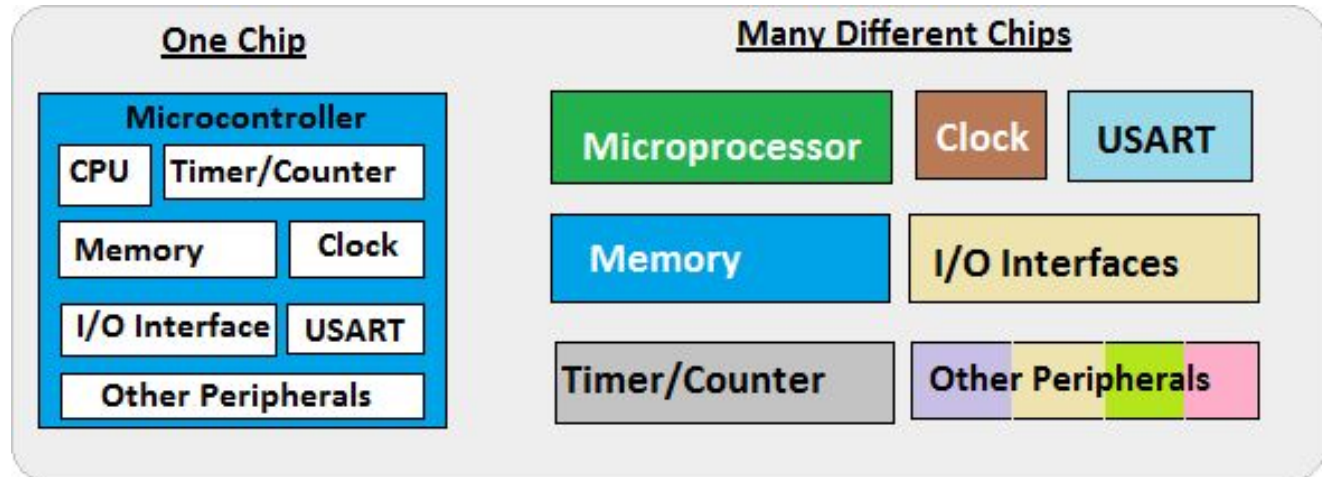 One Chip
Many Different Chips
Microcontroller
CPU
Timer/Counter
Memory
Clock
I/O Interface
USART
Other Peripherals
Microprocessor
Clock
USART
Memory
I/O Interfaces
Timer/Counter
Other Peripherals